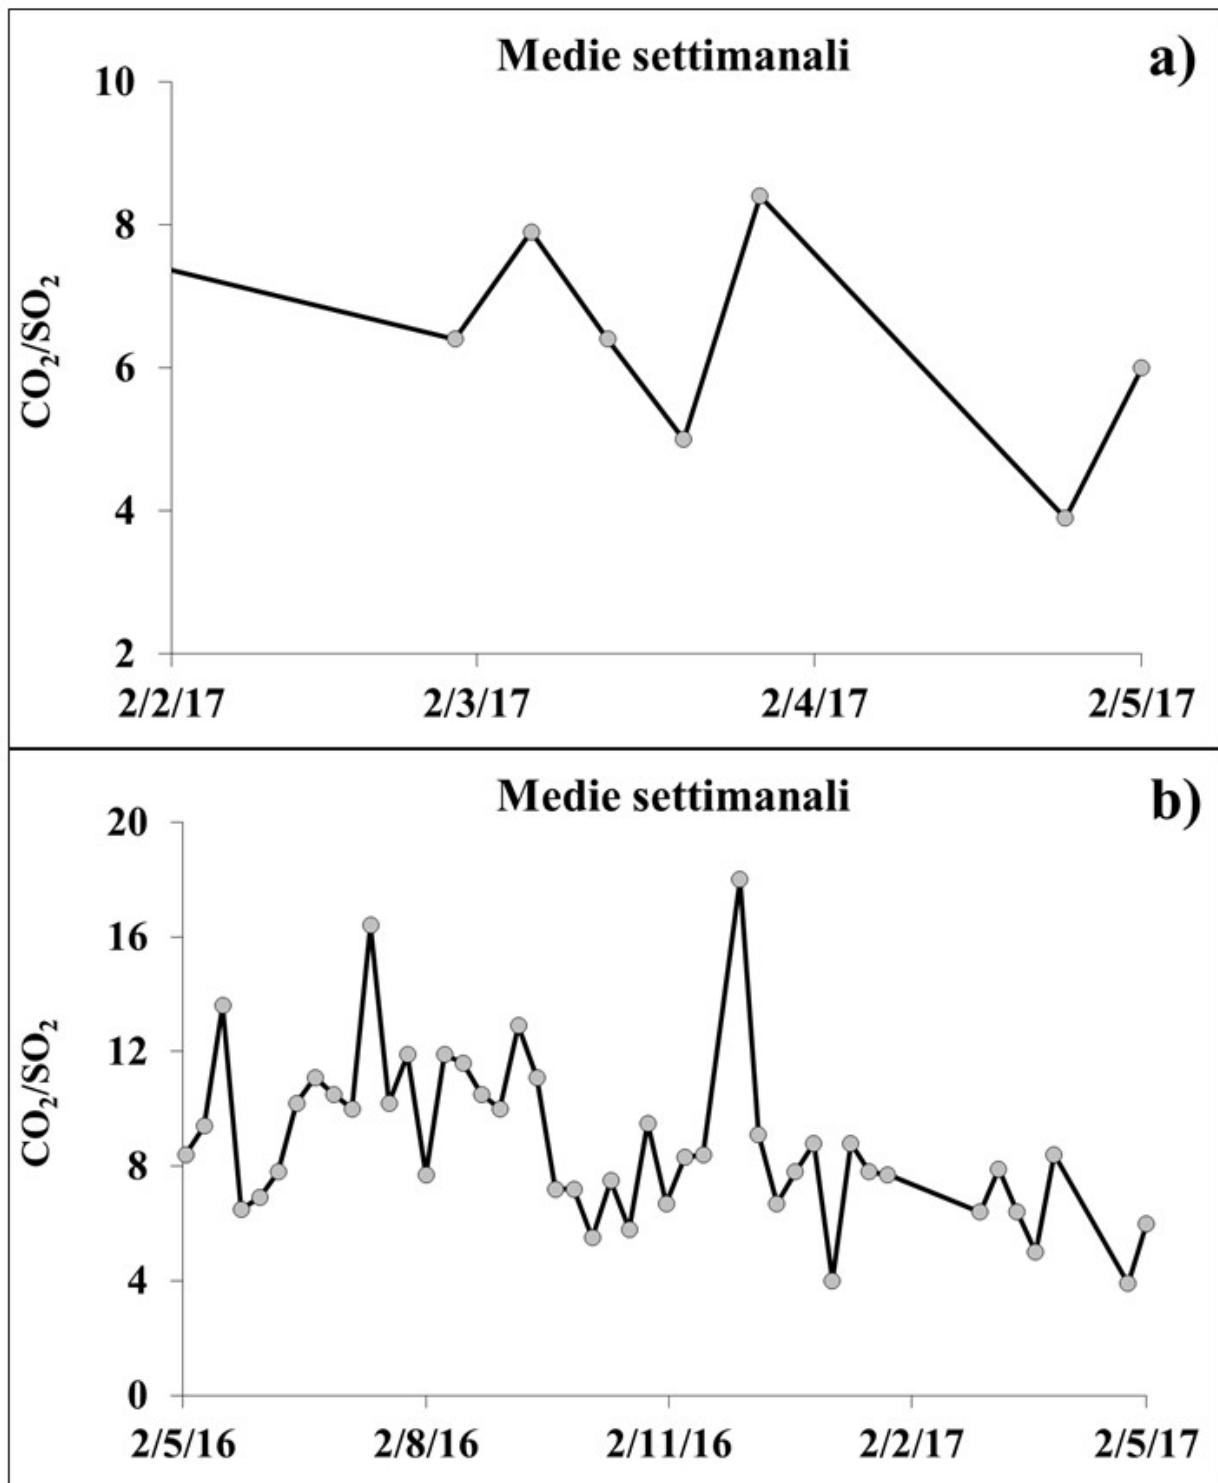 Medie settimanali
a)
10
8
6
4
2
CO₂/SO₂
2/2/17 2/3/17 2/4/17 2/5/17
Medie settimanali
b)
20
16
12
8
4
0
CO₂/SO₂
2/5/16 2/8/16 2/11/16 2/2/17 2/5/17